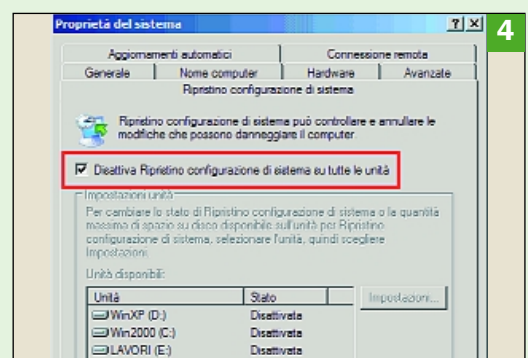 Proprietà del sistema
4
Aggiornamenti automatici Connessione remota
Generale Nome computer Hardware Avanzate
Ripristino configurazione di sistema
Ripristino configurazione di sistema può controllare e annullare le
modifiche che possono danneggiare il computer.
Disattiva Ripristino configurazione di sistema su tutte le unità
Impostazioni unità
Per cambiare lo stato di Ripristino configurazione di sistema o la quantità
massima di spazio su disco disponibile sull'unità per Ripristino
configurazione di sistema, selezionare l'unità, quindi scegliere
Impostazioni.
Unità disponibili:
Unità Stato Impostazioni...
WinXP (D:) Disattivata
Win2000 (C:) Disattivata
LAVORI (E:) Disattivata